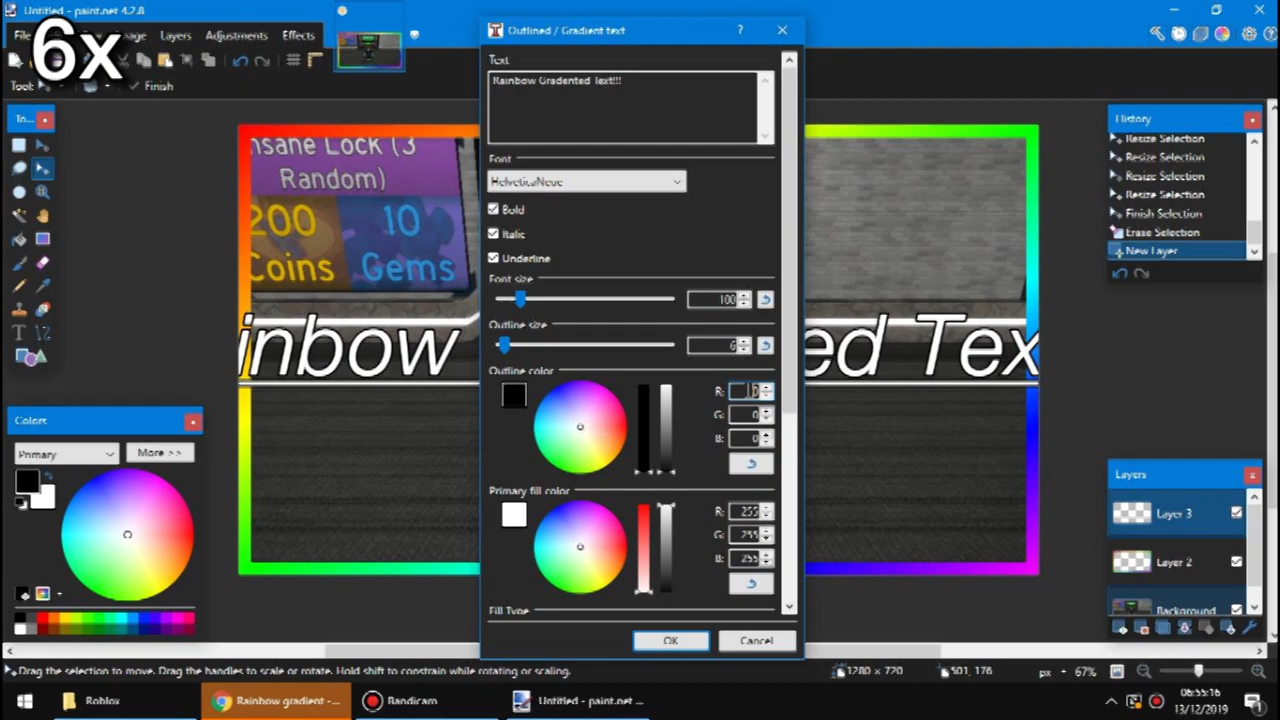 Untitled - paint.net 4.2.8
6x
Layers
Adjustments
Effects
Tool:
Finish
To...
Outlined / Gradient text
?
Text
Rainbow Gradented Text!!!
Font
HelveticaNeue
Bold
Italic
Underline
Font size
100
Outline size
6
Outline color
R:
G: 0
B: 0
Primary fill color
R: 255
G: 255
B: 255
Fill Type
OK
Cancel
nsane Lock (3
Random)
200
Coins
10
Gems
inbow
ed Tex
History
Resize Selection
Resize Selection
Resize Selection
Resize Selection
Finish Selection
Erase Selection
New Layer
Colors
Primary
More >>
Layers
Layer 3
Layer 2
Background
Drag the selection to move. Drag the handles to scale or rotate. Hold shift to constrain while rotating or scaling.
1280 × 720
501, 176
px
67%
Roblox
Rainbow gradient -...
Bandicam
Untitled - paint.net ...
06:55:16
13/12/2019